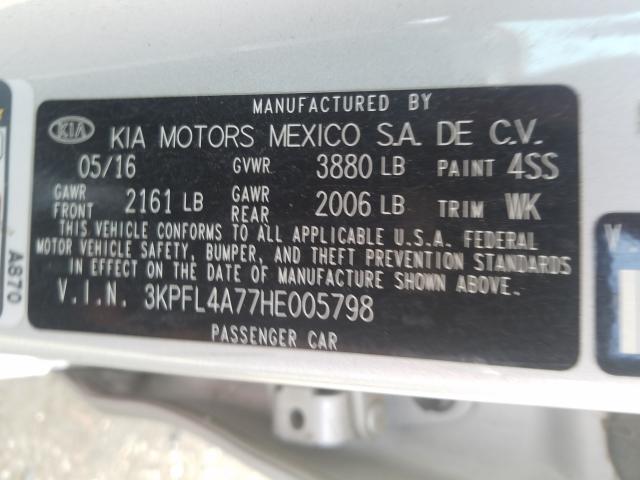 MANUFACTURED BY
KIA KIA MOTORS MEXICO S.A. DE C.V.
05/16 GVWR 3880 LB PAINT 4SS
GAWR FRONT 2161 LB GAWR REAR 2006 LB TRIM WK
THIS VEHICLE CONFORMS TO ALL APPLICABLE U.S.A. FEDERAL
MOTOR VEHICLE SAFETY, BUMPER, AND THEFT PREVENTION STANDARDS
IN EFFECT ON THE DATE OF MANUFACTURE SHOWN ABOVE.
V.I.N. 3KPFL4A77HE005798
PASSENGER CAR
A870
V